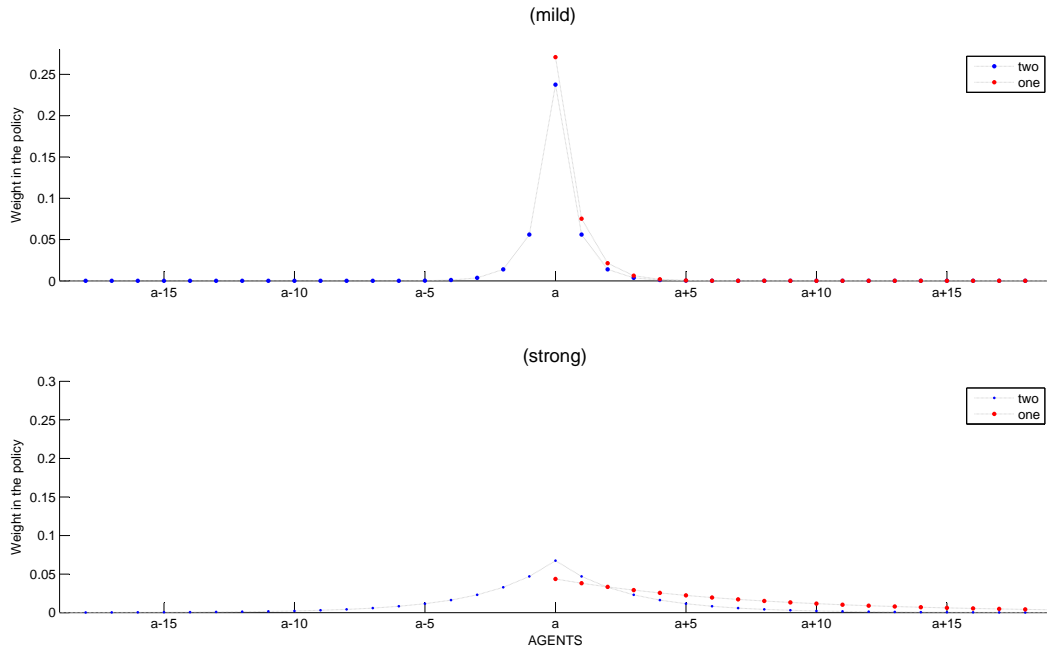 (mild)
Weight in the policy
0.25
0.2
0.15
0.1
0.05
0
a-15
a-10
a-5
a
a+5
a+10
a+15
two
one
(strong)
Weight in the policy
0.3
0.25
0.2
0.15
0.1
0.05
0
a-15
a-10
a-5
a
a+5
a+10
a+15
AGENTS
two
one